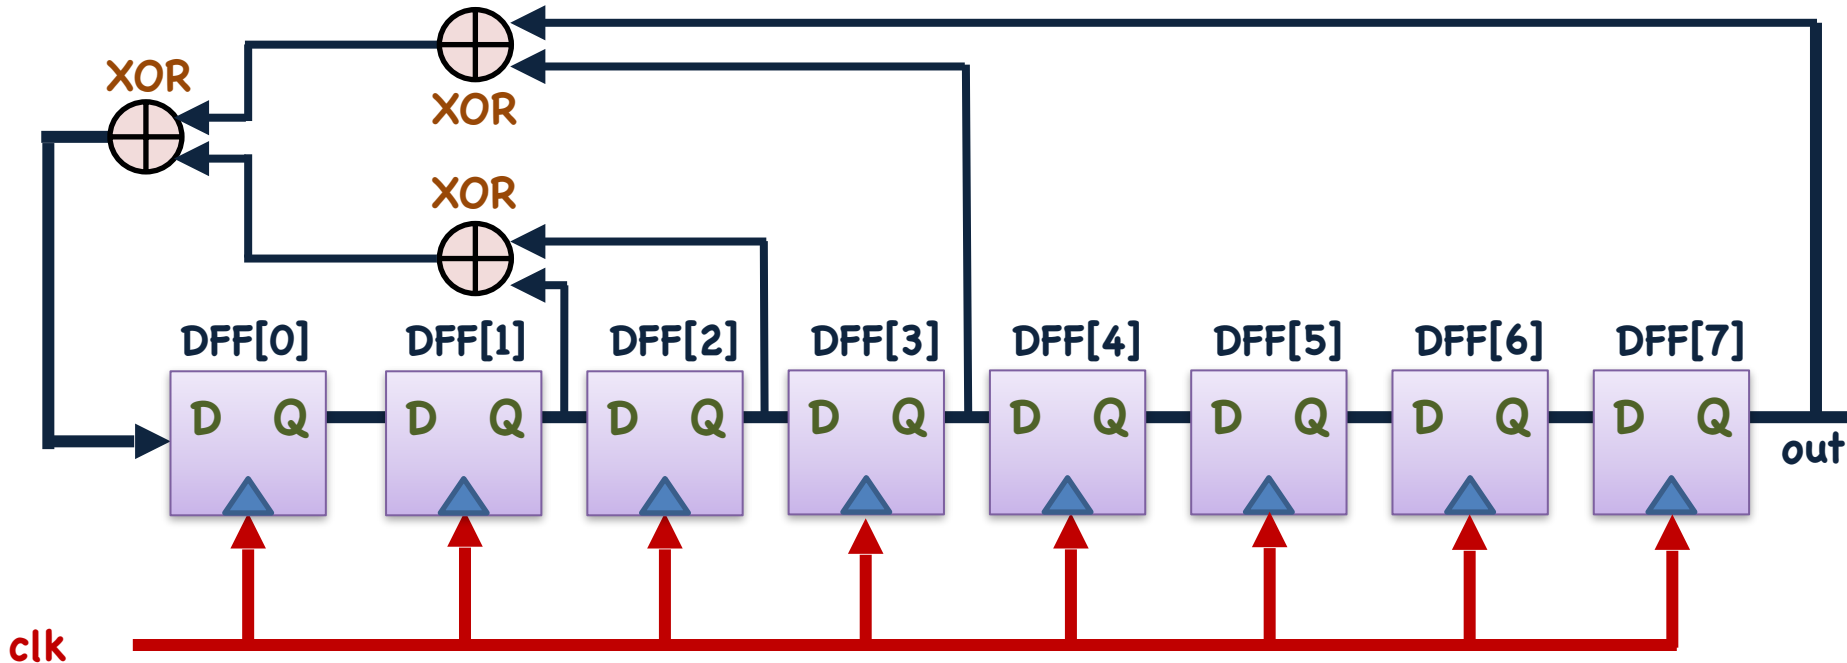 XOR
XOR
XOR
DFF[0] DFF[1] DFF[2] DFF[3] DFF[4] DFF[5] DFF[6] DFF[7]
D Q D Q D Q D Q D Q D Q D Q D Q
out
clk